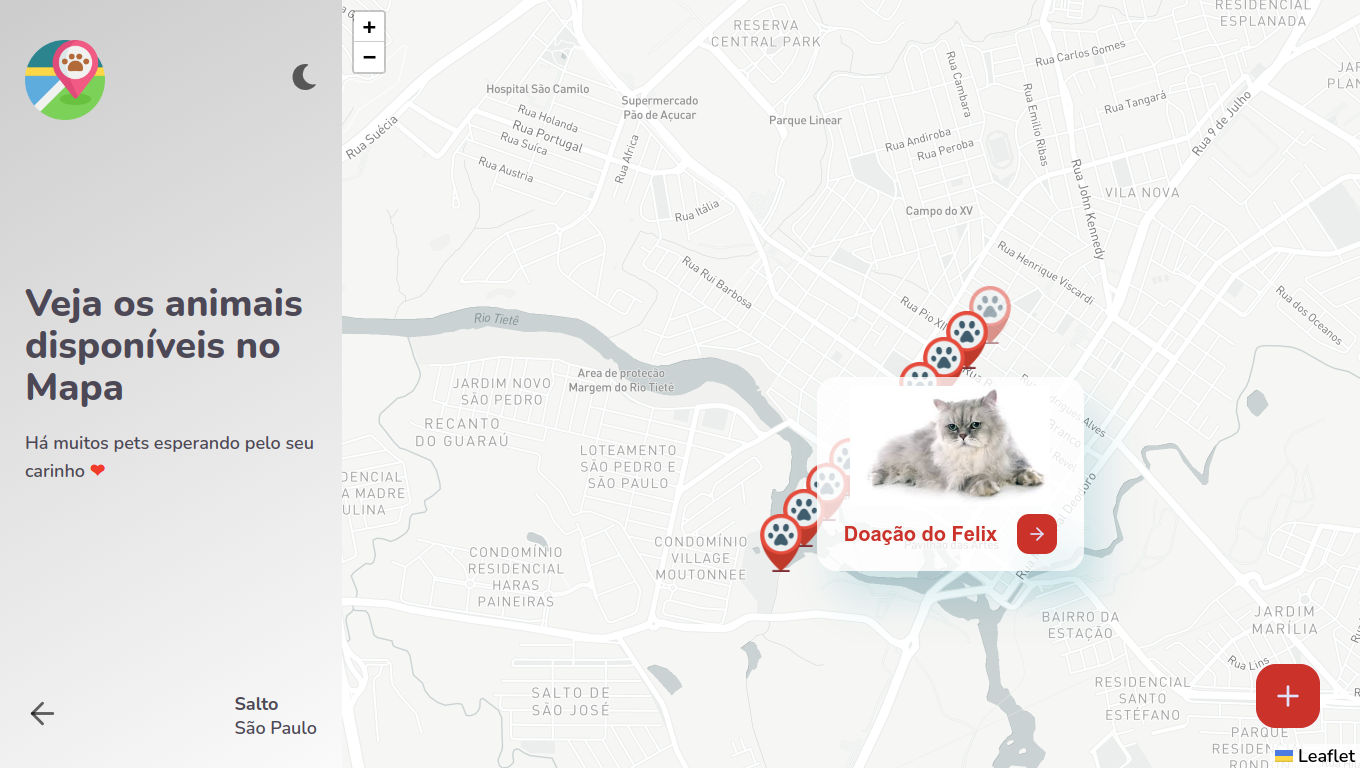 Veja os animais
disponíveis no
Mapa
Há muitos pets esperando pelo seu
carinho ❤
Salto
São Paulo
+
−
RESERVA
CENTRAL PARK
RESIDENCIAL
ESPLANADA
Rua Carlos Gomes
Rua Cambara
Hospital São Camilo
Supermercado
Pão de Açucar
Rua Holanda
Rua Portugal
Rua Suíca
Rua Austria
Rua Suécia
Rua Africa
Parque Linear
Rua Emilio Ribas
Rua Tangará
Rua 9 de Julho
Rua Andiroba
Rua Peroba
Rua John Kennedy
VILA NOVA
Rua Itália
Campo do XV
Rua Rui Barbosa
Rua Henrique Viscardi
Rua Pio XII
Rua dos Oceanos
Rio Tietê
Area de proteção
Margem do Rio Tietê
JARDIM NOVO
SÃO PEDRO
RECANTO
DO GUARAÚ
LOTEAMENTO
SÃO PEDRO E
SÃO PAULO
DENCIAL
A MADRE
ULINA
CONDOMÍNIO
VILLAGE
MOUTONNEE
CONDOMÍNIO
RESIDENCIAL
HARAS
PAINEIRAS
Doação do Felix
BAIRRO DA
ESTAÇÃO
JARDIM
MARÍLIA
Rua Lins
SALTO DE
SÃO JOSÉ
RESIDENCIAL
SANTO
ESTÉFANO
PARQUE
RESIDEN
ROND
Leaflet